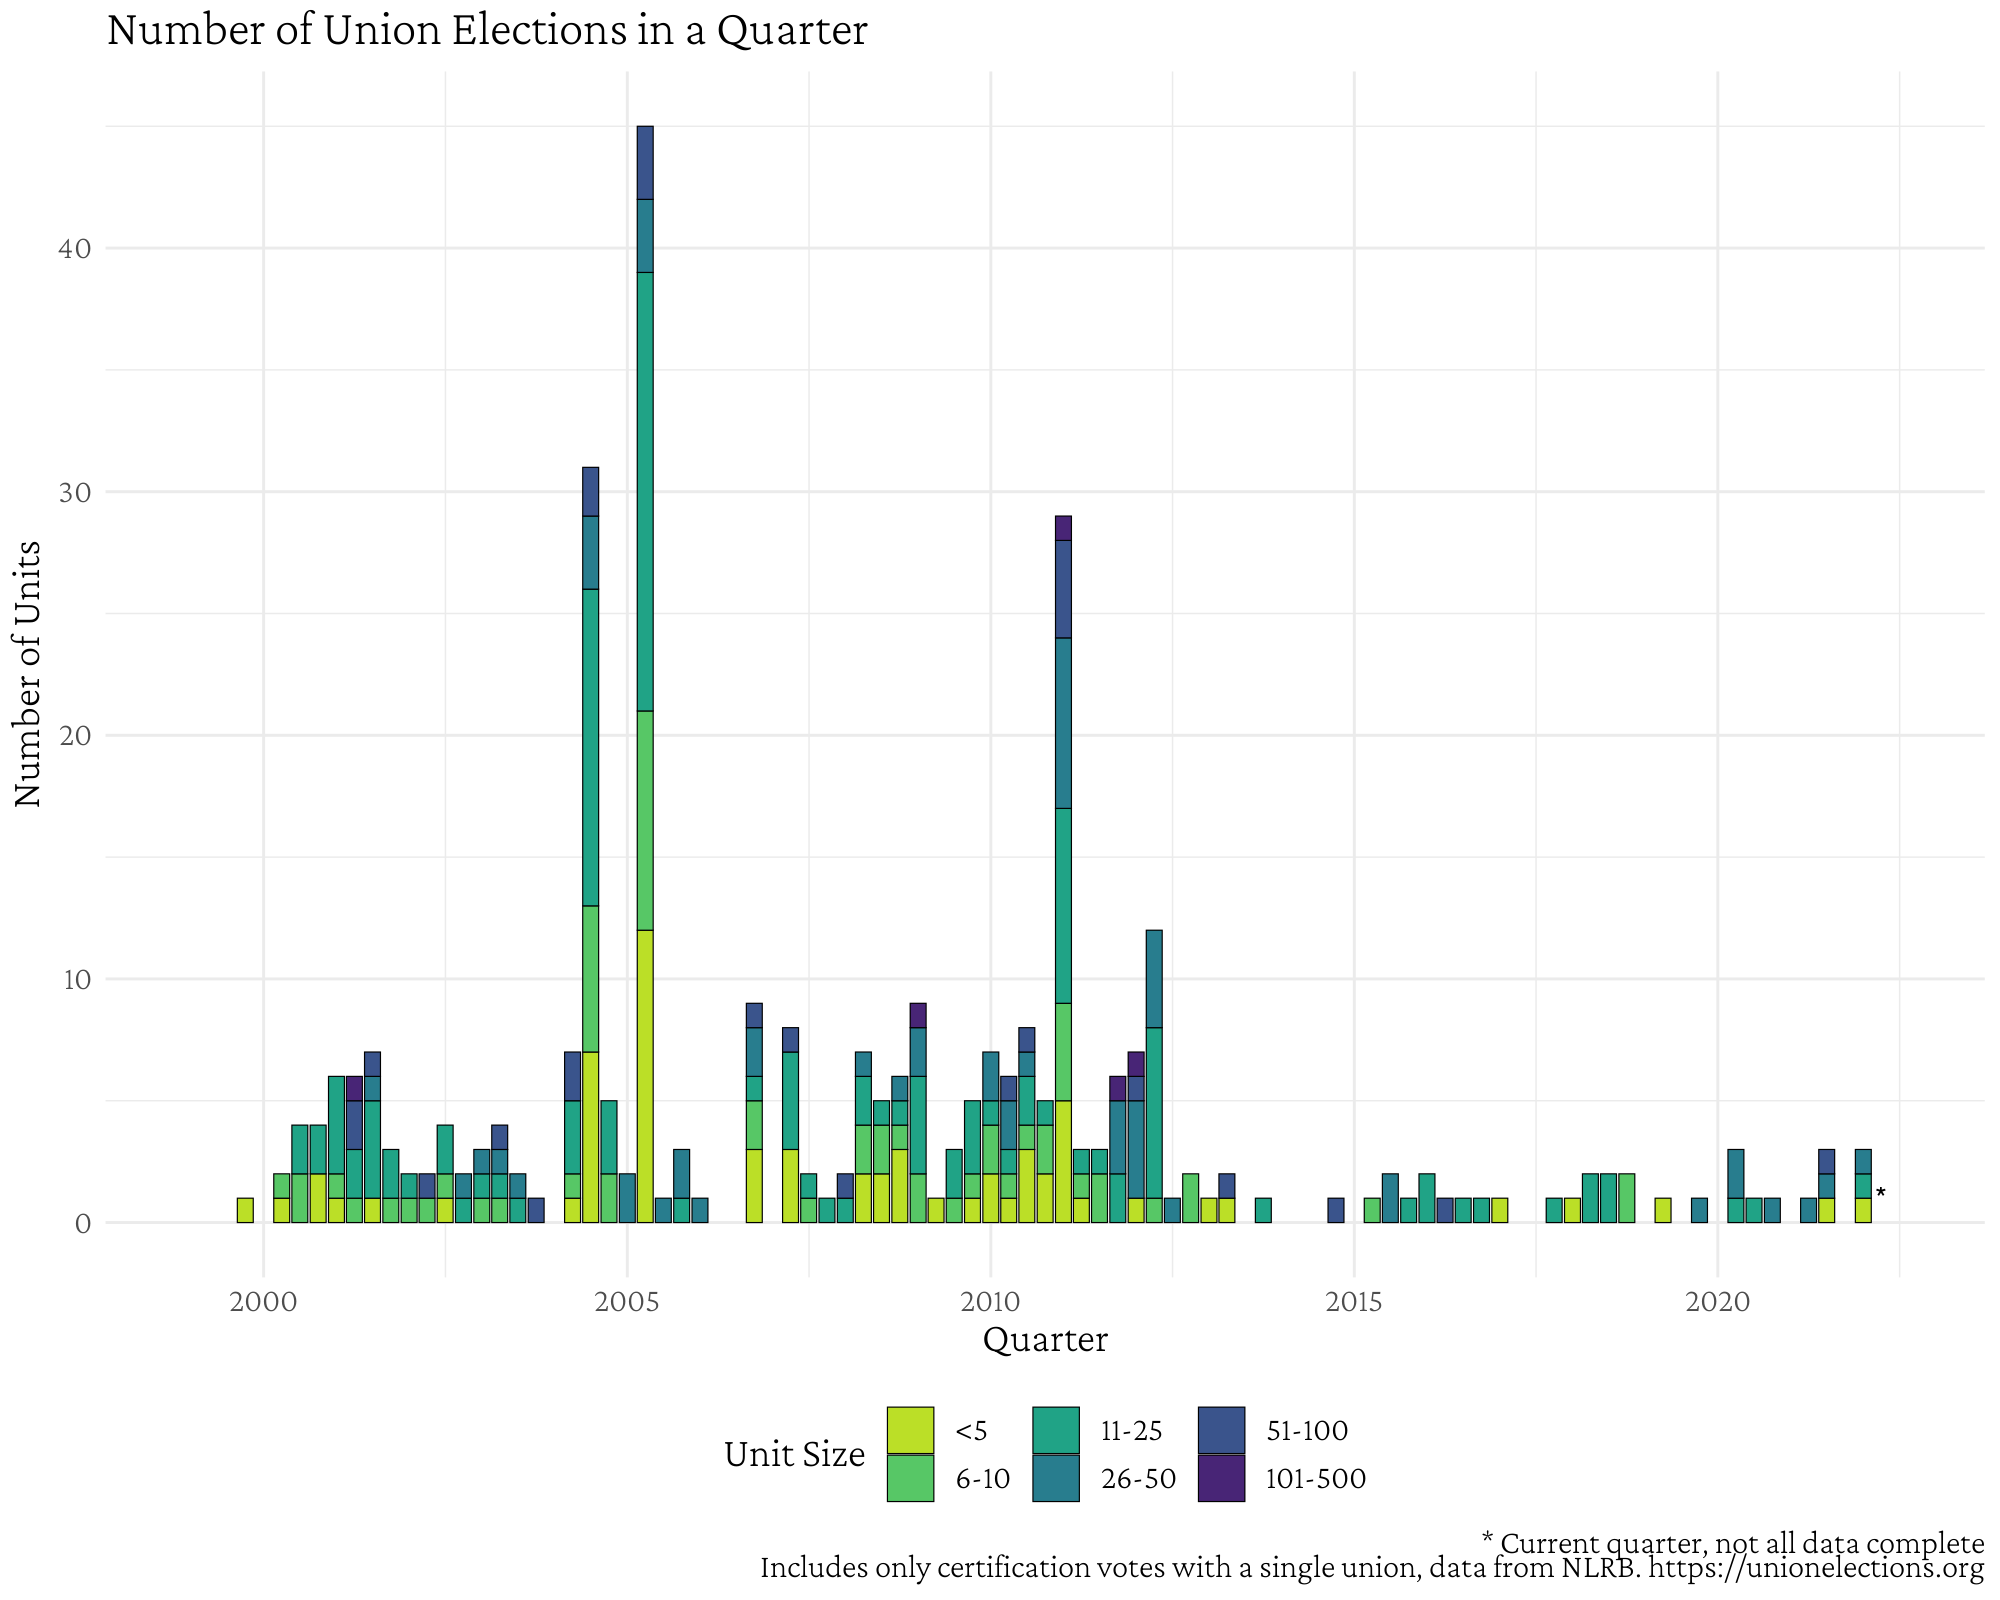 Number of Union Elections in a Quarter
Number of Units
40
30
20
10
0
*
2000 2005 2010 2015 2020
Quarter
Unit Size
<5 11-25 51-100
6-10 26-50 101-500
* Current quarter, not all data complete
Includes only certification votes with a single union, data from NLRB. https://unionelections.org